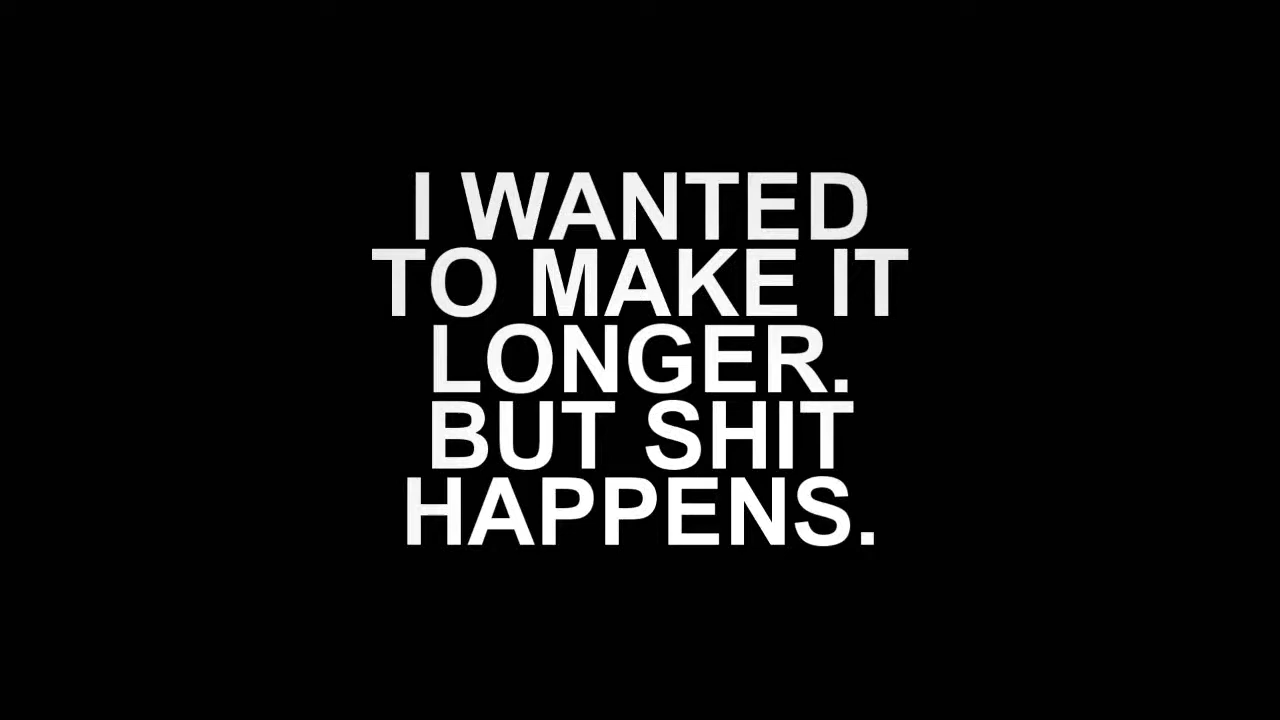 I WANTED
TO MAKE IT
LONGER.
BUT SHIT
HAPPENS.